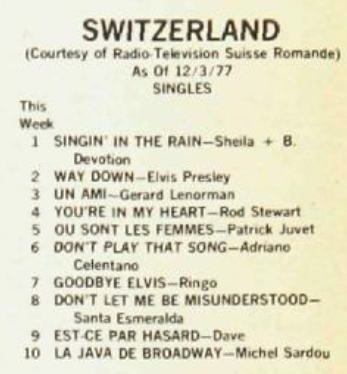 SWITZERLAND
(Courtesy of Radio-Television Suisse Romande)
As Of 12/3/77
SINGLES
This
Week
1 SINGIN' IN THE RAIN—Sheila + B.
Devotion
2 WAY DOWN—Elvis Presley
3 UN AMI—Gerard Lenorman
4 YOU'RE IN MY HEART—Rod Stewart
5 OU SONT LES FEMMES—Patrick Juvet
6 DON'T PLAY THAT SONG—Adriano
Celentano
7 GOODBYE ELVIS—Ringo
8 DON'T LET ME BE MISUNDERSTOOD—
Santa Esmeralda
9 EST-CE PAR HASARD—Dave
10 LA JAVA DE BROADWAY—Michel Sardou